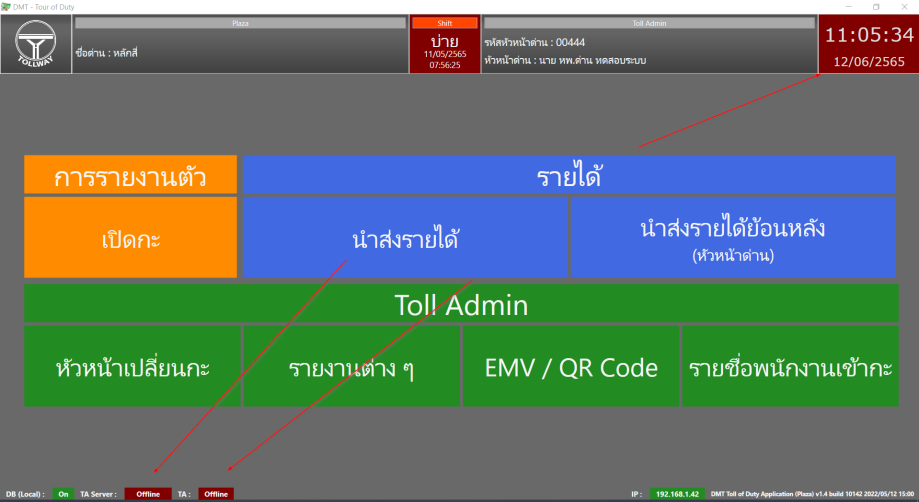 DMT - Tour of Duty
Plaza
ชื่อด่าน : หลักสี่
TOLLWAY
Shift
บ่าย
11/05/2565
07:56:25
Toll Admin
รหัสหัวหน้าด่าน : 00444
หัวหน้าด่าน : นาย หพ.ด่าน ทดสอบระบบ
11:05:34
12/06/2565
การรายงานตัว
รายได้
เปิดกะ
นำส่งรายได้
นำส่งรายได้ย้อนหลัง
(หัวหน้าด่าน)
Toll Admin
หัวหน้าเปลี่ยนกะ
รายงานต่าง ๆ
EMV / QR Code
รายชื่อพนักงานเข้ากะ
DB (Local) : On TA Server : Offline TA : Offline
IP : 192.168.1.42 DMT Toll of Duty Application (Plaza) v1.4 build 10142 2022/05/12 15:00